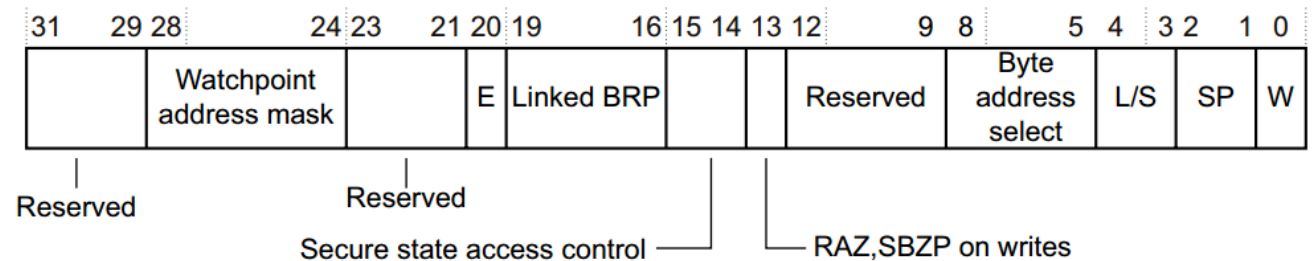 31 29 28 24 23 21 20 19 16 15 14 13 12 9 8 5 4 3 2 1 0
Watchpoint
address mask
E
Linked BRP
Reserved
Byte
address
select
L/S
SP
W
Reserved
Reserved
Secure state access control
RAZ,SBZP on writes